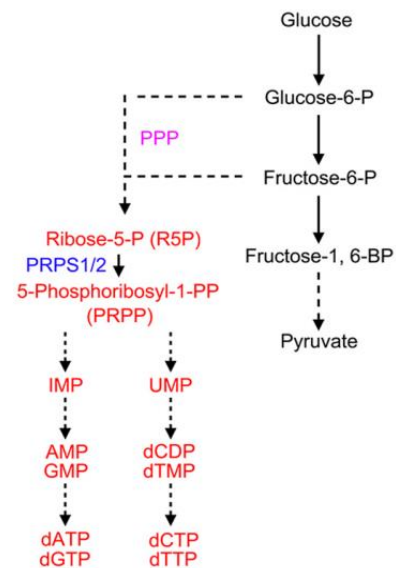 Glucose
Glucose-6-P
PPP
Fructose-6-P
Ribose-5-P (R5P)
Fructose-1, 6-BP
PRPS1/2
5-Phosphoribosyl-1-PP
(PRPP)
Pyruvate
IMP
UMP
AMP
GMP
dCDP
dTMP
dATP
dGTP
dCTP
dTTP